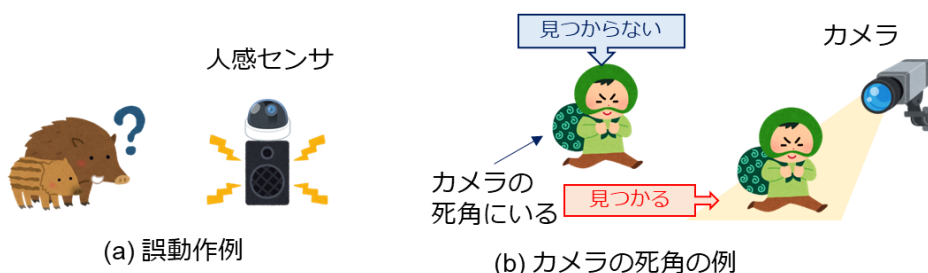 人感センサ
?
(a) 誤動作例
見つからない
カメラ
カメラの
死角にいる
見つかる
(b) カメラの死角の例